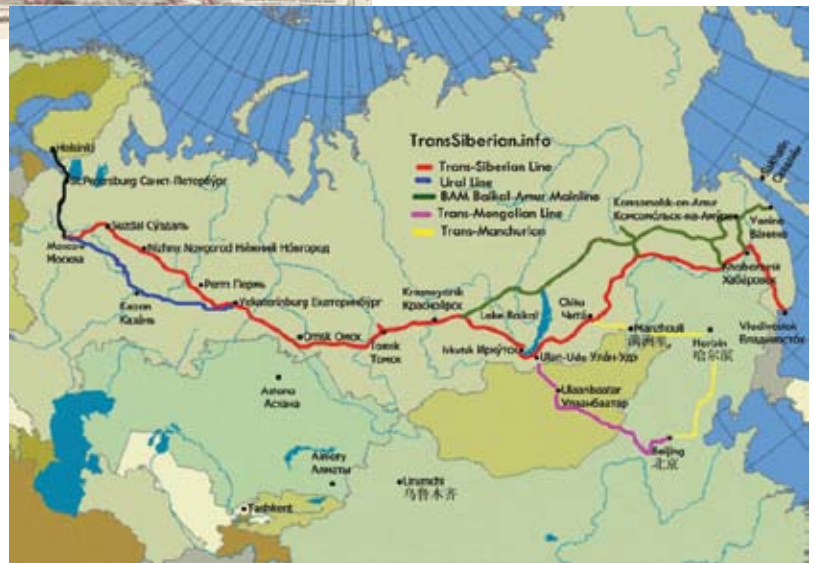 TransSiberian.info
Trans-Siberian Line
Ural Line
BAM Baikal-Amur Mainline
Trans-Mongolian Line
Trans-Manchurian
Helsinki
St.Petersburg Санкт-Петербург
Suzdal Суздаль
Moscow
Москва
Nizhny Novgorod Нижний Новгород
Perm Пермь
Kazan
Казань
Yekaterinburg Екатеринбург
Omsk Омск
Tomsk
Томск
Krasnoyarsk
Красноярск
Lake Baikal
Irkutsk Иркутск
Ulan-Ude Улан-Удэ
Chita
Чита
Komsomolsk-on-Amur
Комсомольск-на-Амуре
Sakhalin
Vanino
Khabarovsk
Хабаровск
Vladivostok
Владивосток
Manzhouli
满洲里
Harbin
哈尔滨
Ulaanbaatar
Улаанбаатар
Beijing
北京
Astana
Астана
Almaty
Алматы
Urumchi
乌鲁木齐
Tashkent